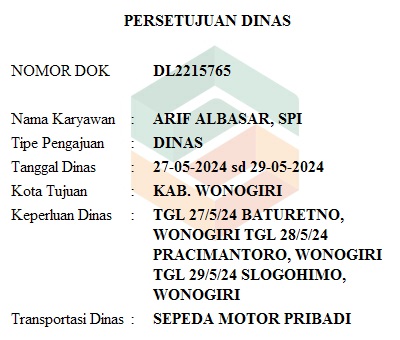 PERSETUJUAN DINAS
NOMOR DOK DL2215765
Nama Karyawan : ARIF ALBASAR, SPI
Tipe Pengajuan : DINAS
Tanggal Dinas : 27-05-2024 sd 29-05-2024
Kota Tujuan : KAB. WONOGIRI
Keperluan Dinas : TGL 27/5/24 BATURETNO,
WONOGIRI TGL 28/5/24
PRACIMANTORO, WONOGIRI
TGL 29/5/24 SLOGOHIMO,
WONOGIRI
Transportasi Dinas : SEPEDA MOTOR PRIBADI